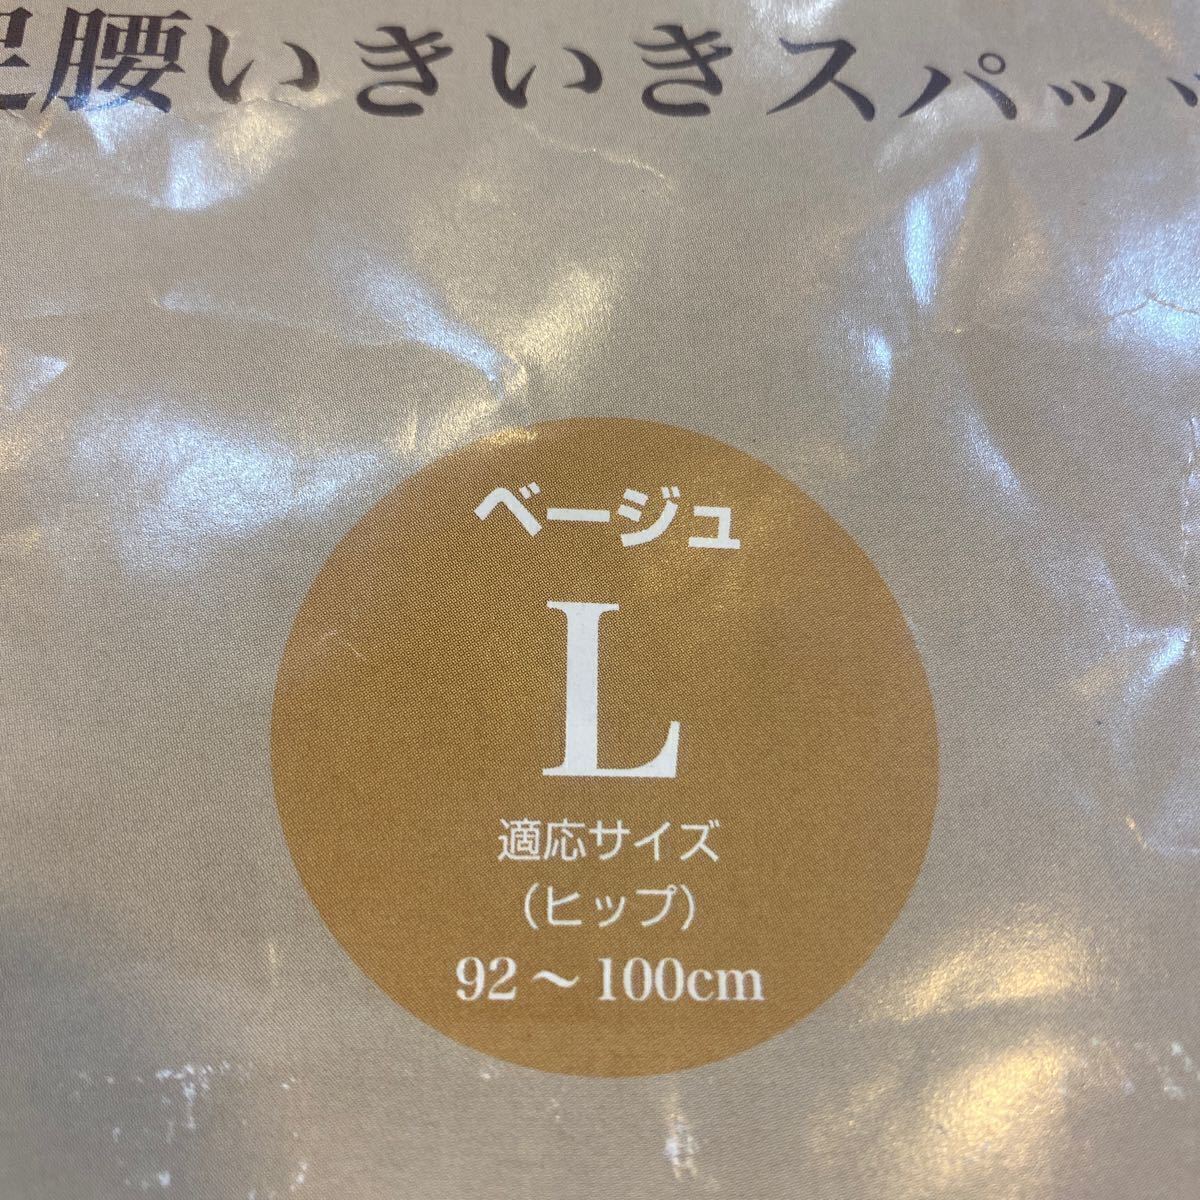 足腰いきいきスパッツ
ベージュ
L
適応サイズ
（ヒップ）
92～100cm